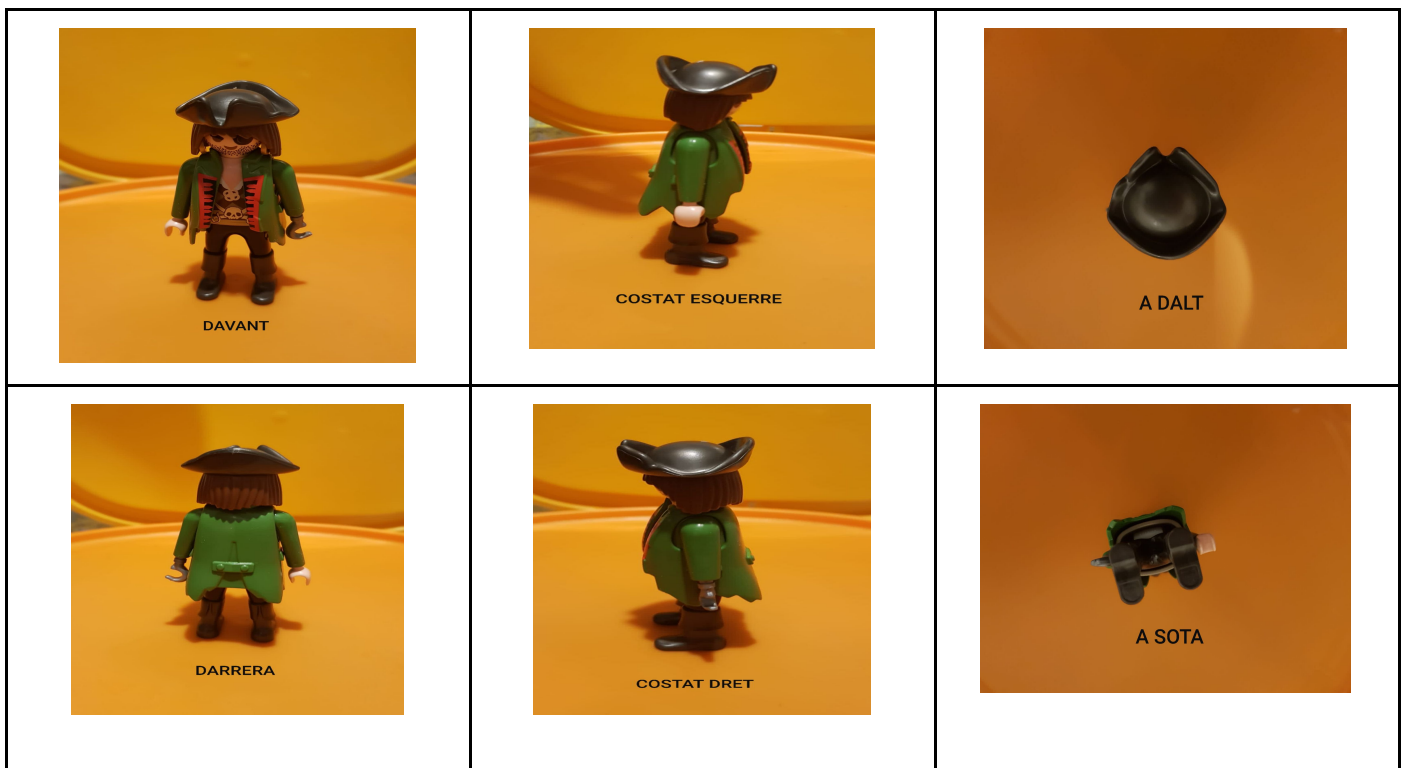 DAVANT
COSTAT ESQUERRE
A DALT
DARRERA
COSTAT DRET
A SOTA